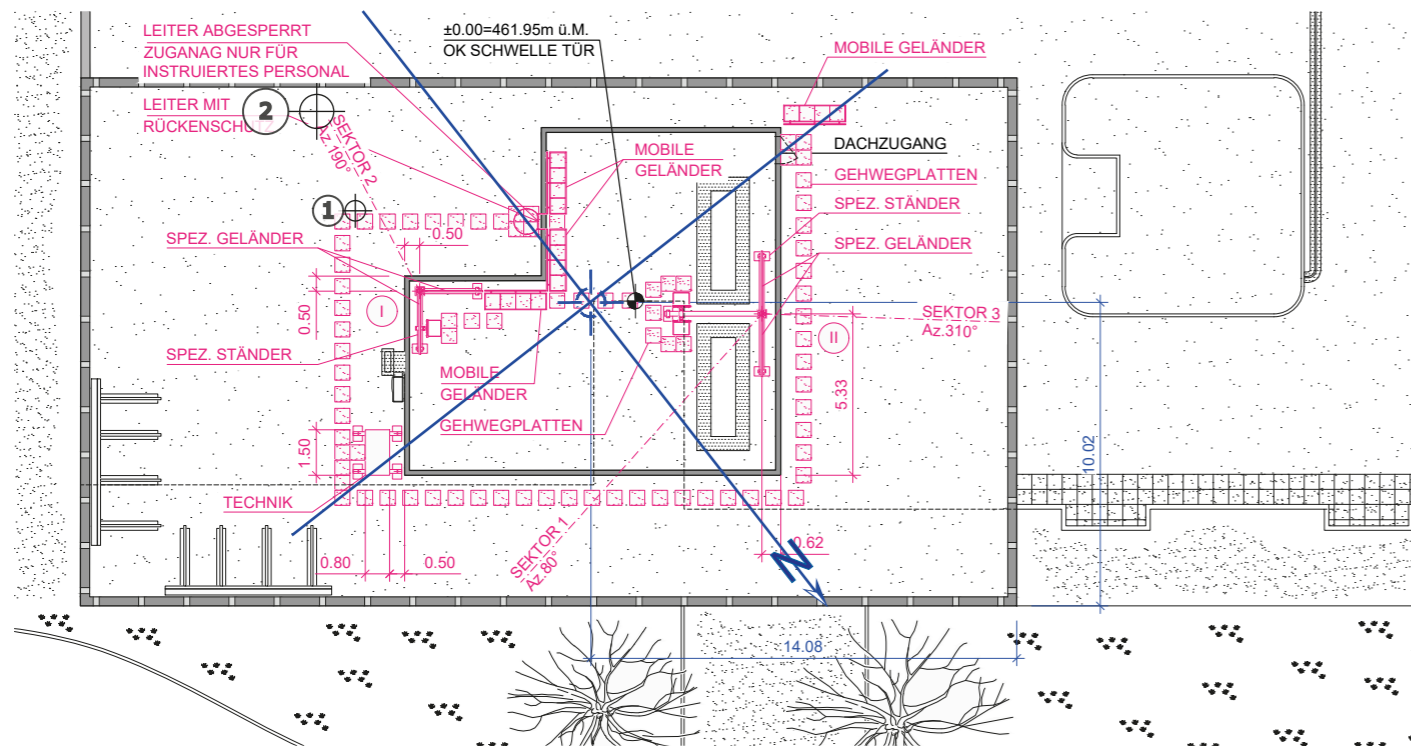 LEITER ABGESPERRT
ZUGANAG NUR FÜR
INSTRUIERTES PERSONAL
±0.00=461.95m ü.M.
OK SCHWELLE TÜR
MOBILE GELÄNDER
LEITER MIT
RÜCKENSCHUTZ
2
SEKTOR 2
Az.190°
MOBILE
GELÄNDER
DACHZUGANG
GEHWEGPLATTEN
1
SPEZ. STÄNDER
SPEZ. GELÄNDER
0.50
SPEZ. GELÄNDER
I
0.50
SEKTOR 3
Az.310°
II
SPEZ. STÄNDER
MOBILE
GELÄNDER
5.33
GEHWEGPLATTEN
10.02
1.50
TECHNIK
SEKTOR 1
Az.80°
0.80
0.50
0.62
N
14.08